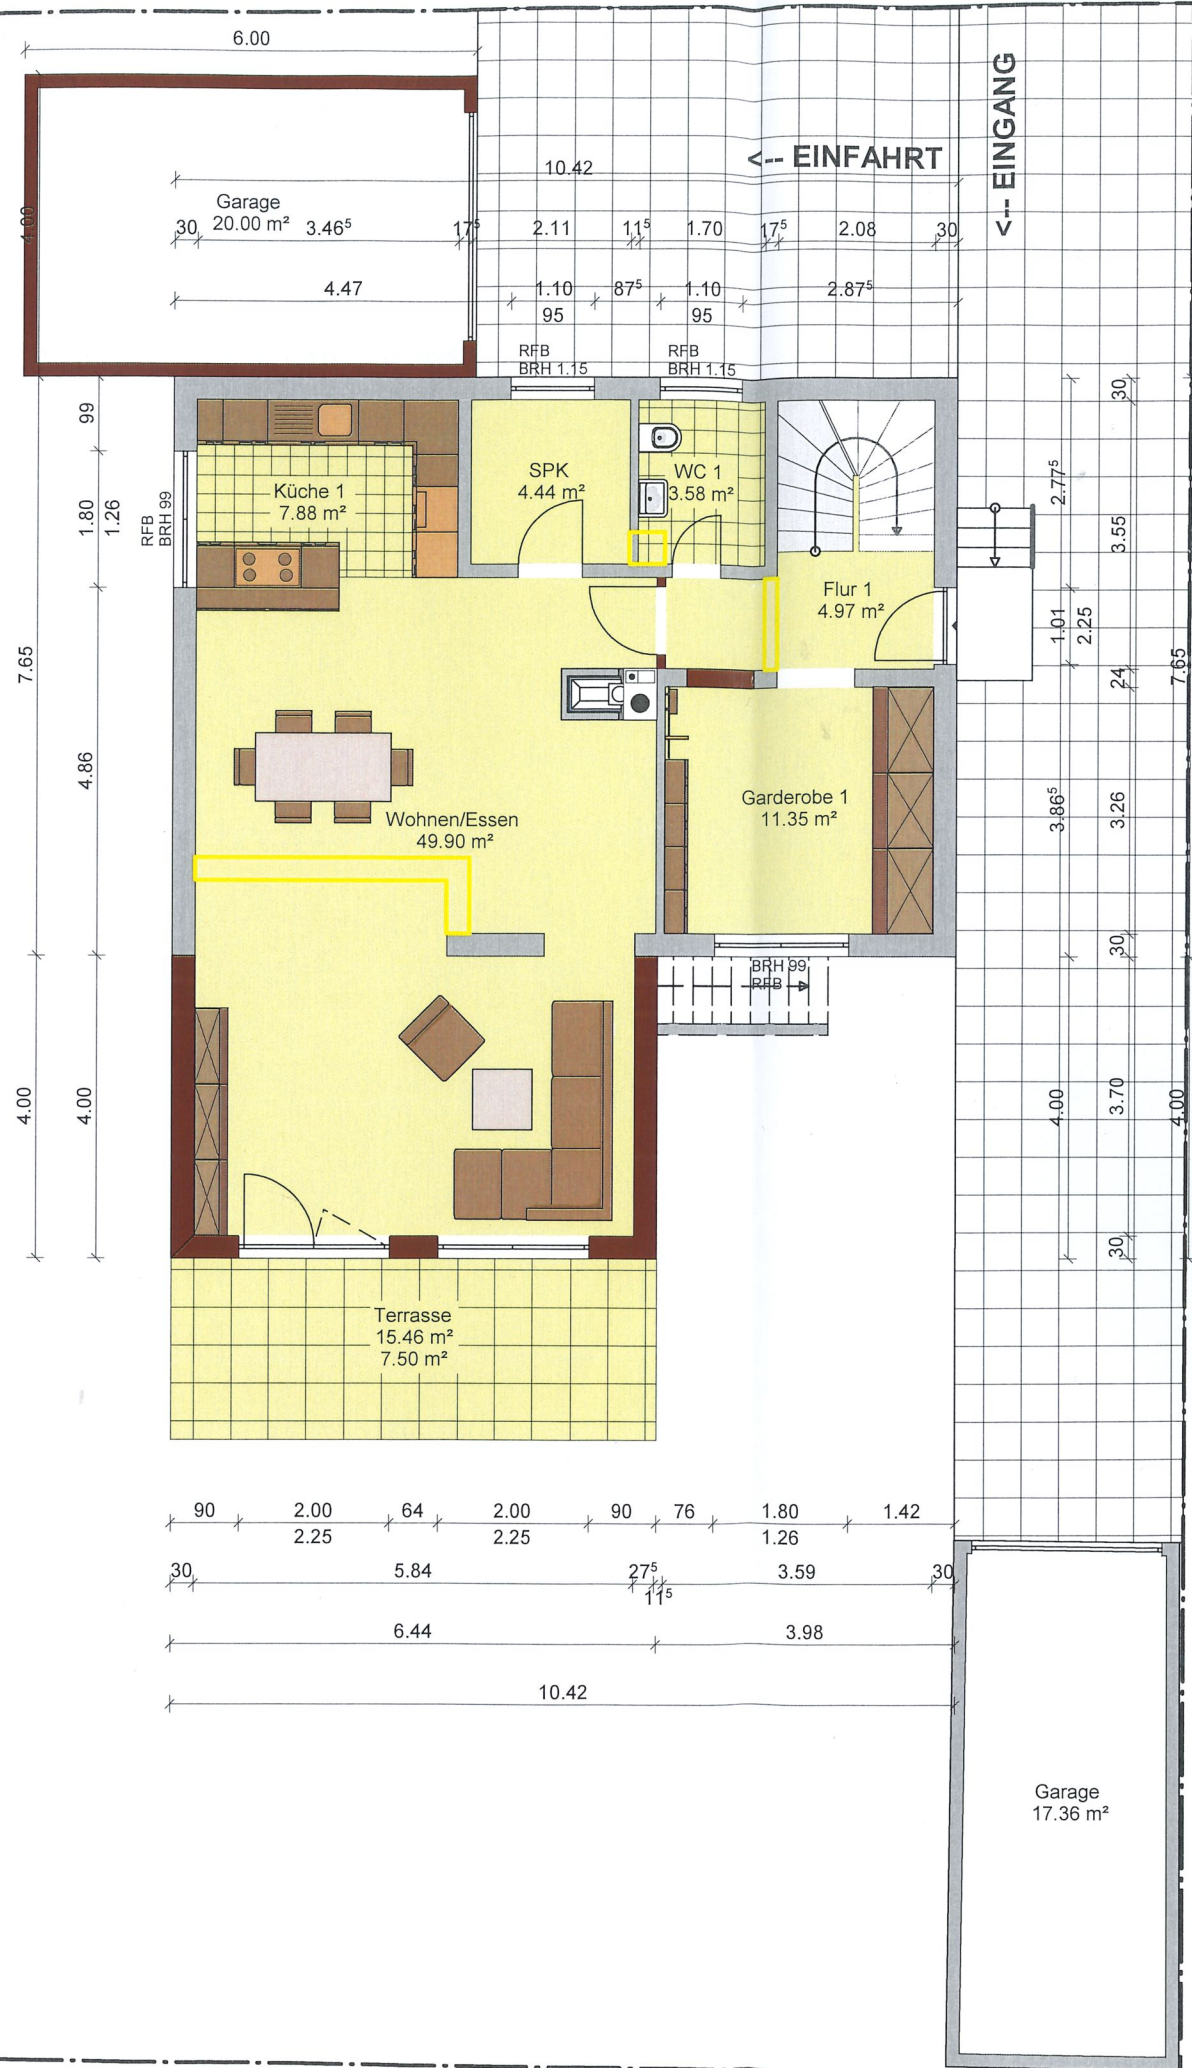 6.00
<-- EINGANG
<-- EINFAHRT
10.42
Garage
20.00 m²
4.00
30 3.46⁵ 17⁵ 2.11 11⁵ 1.70 17⁵ 2.08 30
4.47 1.10 87⁵ 1.10 2.87⁵
95 95
RFB
BRH 1.15
RFB
BRH 1.15
99
1.80
1.26
RFB
BRH 99
7.65
4.86
4.00
4.00
Küche 1
7.88 m²
SPK
4.44 m²
WC 1
3.58 m²
Flur 1
4.97 m²
Wohnen/Essen
49.90 m²
Garderobe 1
11.35 m²
BRH 99
RFB
30
2.77⁵
3.55
1.01
2.25
24
7.65
3.86⁵
3.26
30
4.00
3.70
4.00
30
Terrasse
15.46 m²
7.50 m²
90 2.00 64 2.00 90 76 1.80 1.42
2.25 2.25 1.26
30 5.84 27⁵ 3.59 30
11⁵
6.44 3.98
10.42
Garage
17.36 m²